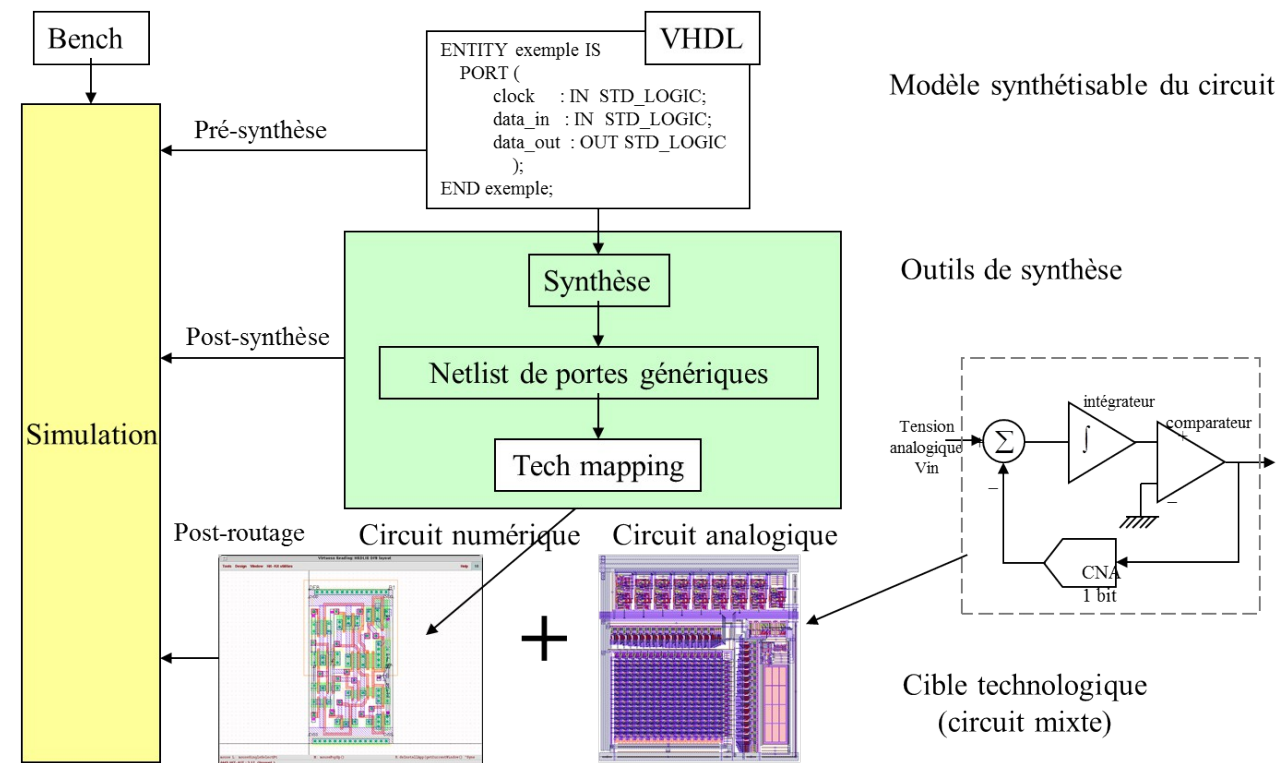 Bench
VHDL
ENTITY exemple IS
PORT (
clock : IN STD_LOGIC;
data_in : IN STD_LOGIC;
data_out : OUT STD_LOGIC
);
END exemple;
Modèle synthétisable du circuit
Pré-synthèse
Synthèse
Outils de synthèse
Post-synthèse
Netlist de portes génériques
Simulation
Tech mapping
intégrateur
comparateur
Tension
analogique
Vin
Σ
∫
+
−
−
CNA
1 bit
Post-routage
Circuit numérique
Circuit analogique
+
Cible technologique
(circuit mixte)